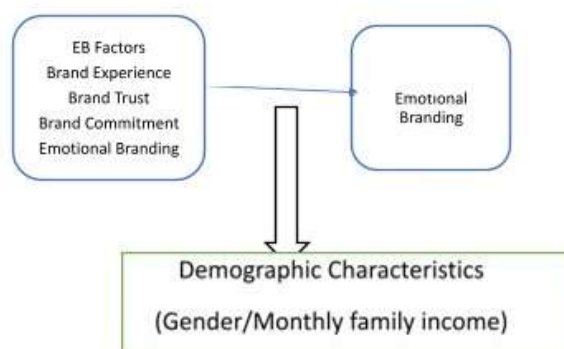 EB Factors
Brand Experience
Brand Trust
Brand Commitment
Emotional Branding
Emotional
Branding
Demographic Characteristics
(Gender/Monthly family income)